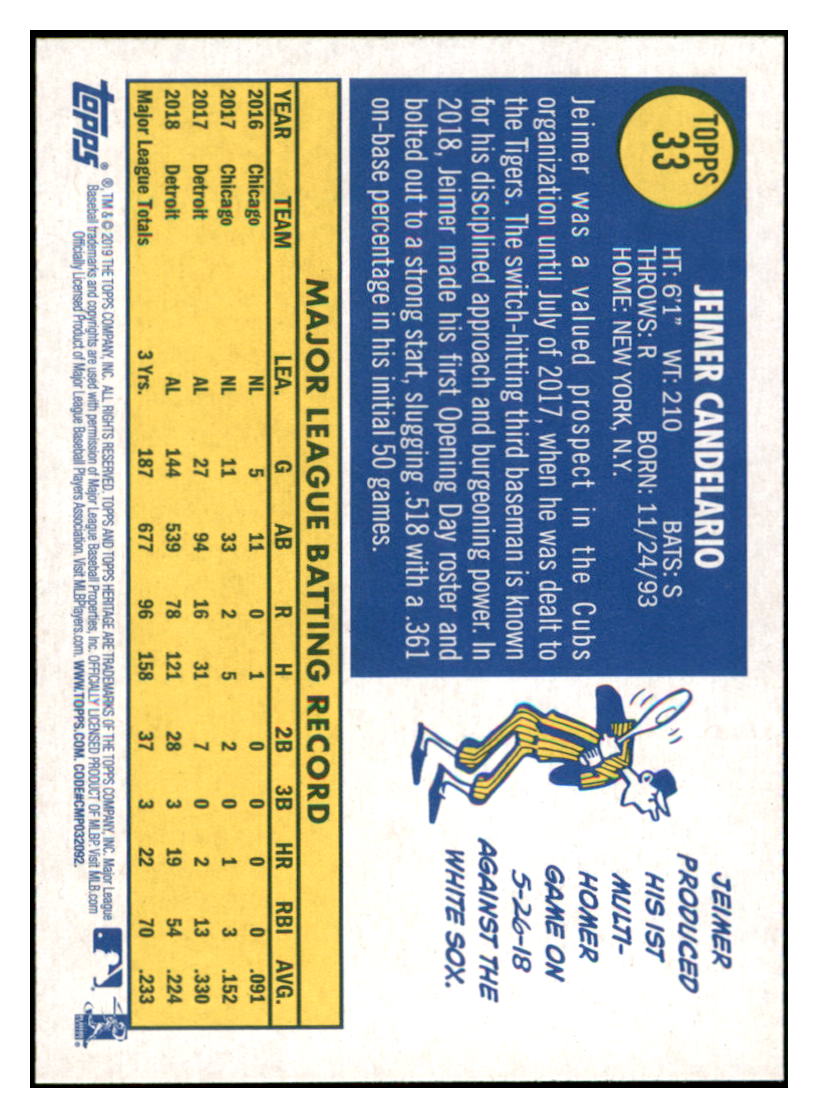 TOPPS
33
JEIMER CANDELARIO
HT: 6'1" WT: 210 BATS: S
THROWS: R BORN: 11/24/93
HOME: NEW YORK, N.Y.
Jeimer was a valued prospect in the Cubs
organization until July of 2017, when he was dealt to
the Tigers. The switch-hitting third baseman is known
for his disciplined approach and burgeoning power. In
2018, Jeimer made his first Opening Day roster and
bolted out to a strong start, slugging .518 with a .361
on-base percentage in his initial 50 games.
JEIMER
PRODUCED
HIS 1ST
MULTI-
HOMER
GAME ON
5-26-18
AGAINST THE
WHITE SOX.
MAJOR LEAGUE BATTING RECORD
YEAR TEAM LEA. G AB R H 2B 3B HR RBI AVG.
2016 Chicago NL 5 11 0 1 0 0 0 0 .091
2017 Chicago NL 11 33 2 5 2 0 1 3 .152
2017 Detroit AL 27 94 16 31 7 0 2 13 .330
2018 Detroit AL 144 539 78 121 28 3 19 54 .224
Major League Totals 3 Yrs. 187 677 96 158 37 3 22 70 .233
topps®
®, TM & © 2019 THE TOPPS COMPANY, INC. ALL RIGHTS RESERVED. TOPPS AND TOPPS HERITAGE ARE TRADEMARKS OF THE TOPPS COMPANY, INC. Major League
Baseball trademarks and copyrights are used with permission of Major League Baseball Properties, Inc. OFFICIALLY LICENSED PRODUCT OF MLBP. Visit MLB.com
Officially Licensed Product of Major League Baseball Players Association. Visit MLBPlayers.com. WWW.TOPPS.COM. CODE#CMP032092.